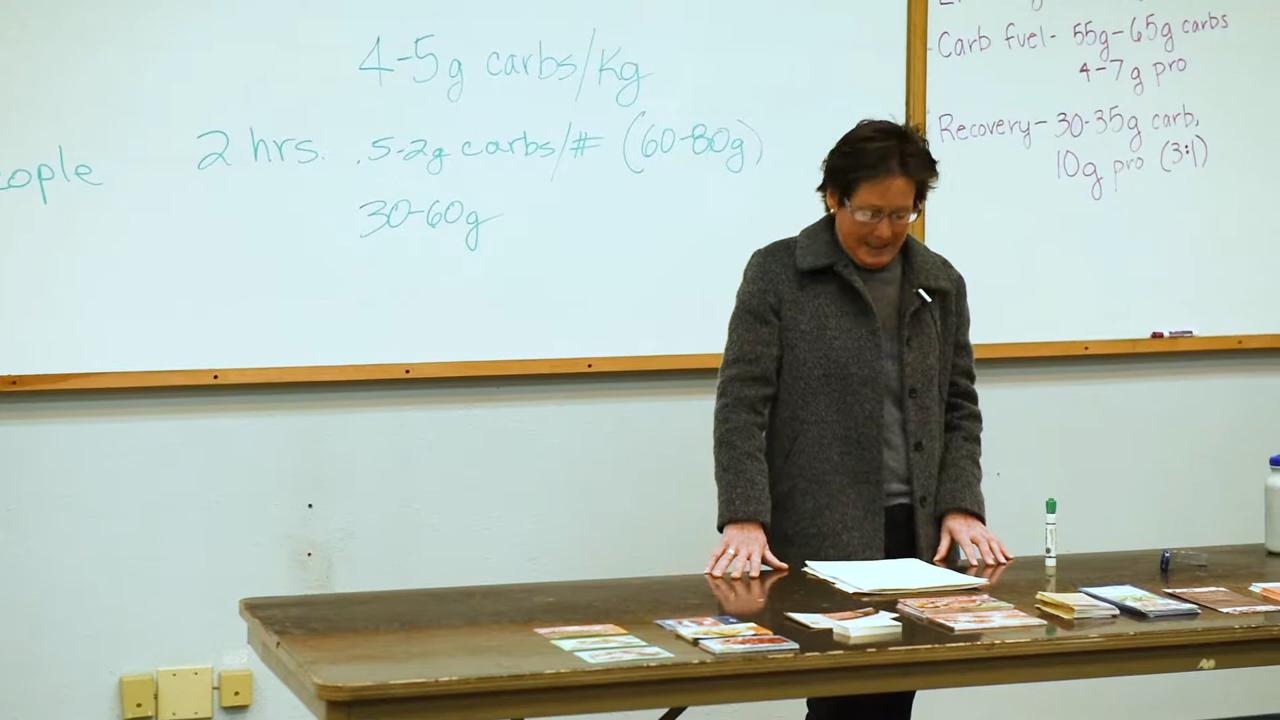 4-5g carbs/Kg
ople
2 hrs. .5-2g carbs/# (60-80g)
30-60g
Carb fuel- 55g-65g carbs
4-7g pro
Recovery- 30-35g carb,
10g pro (3:1)